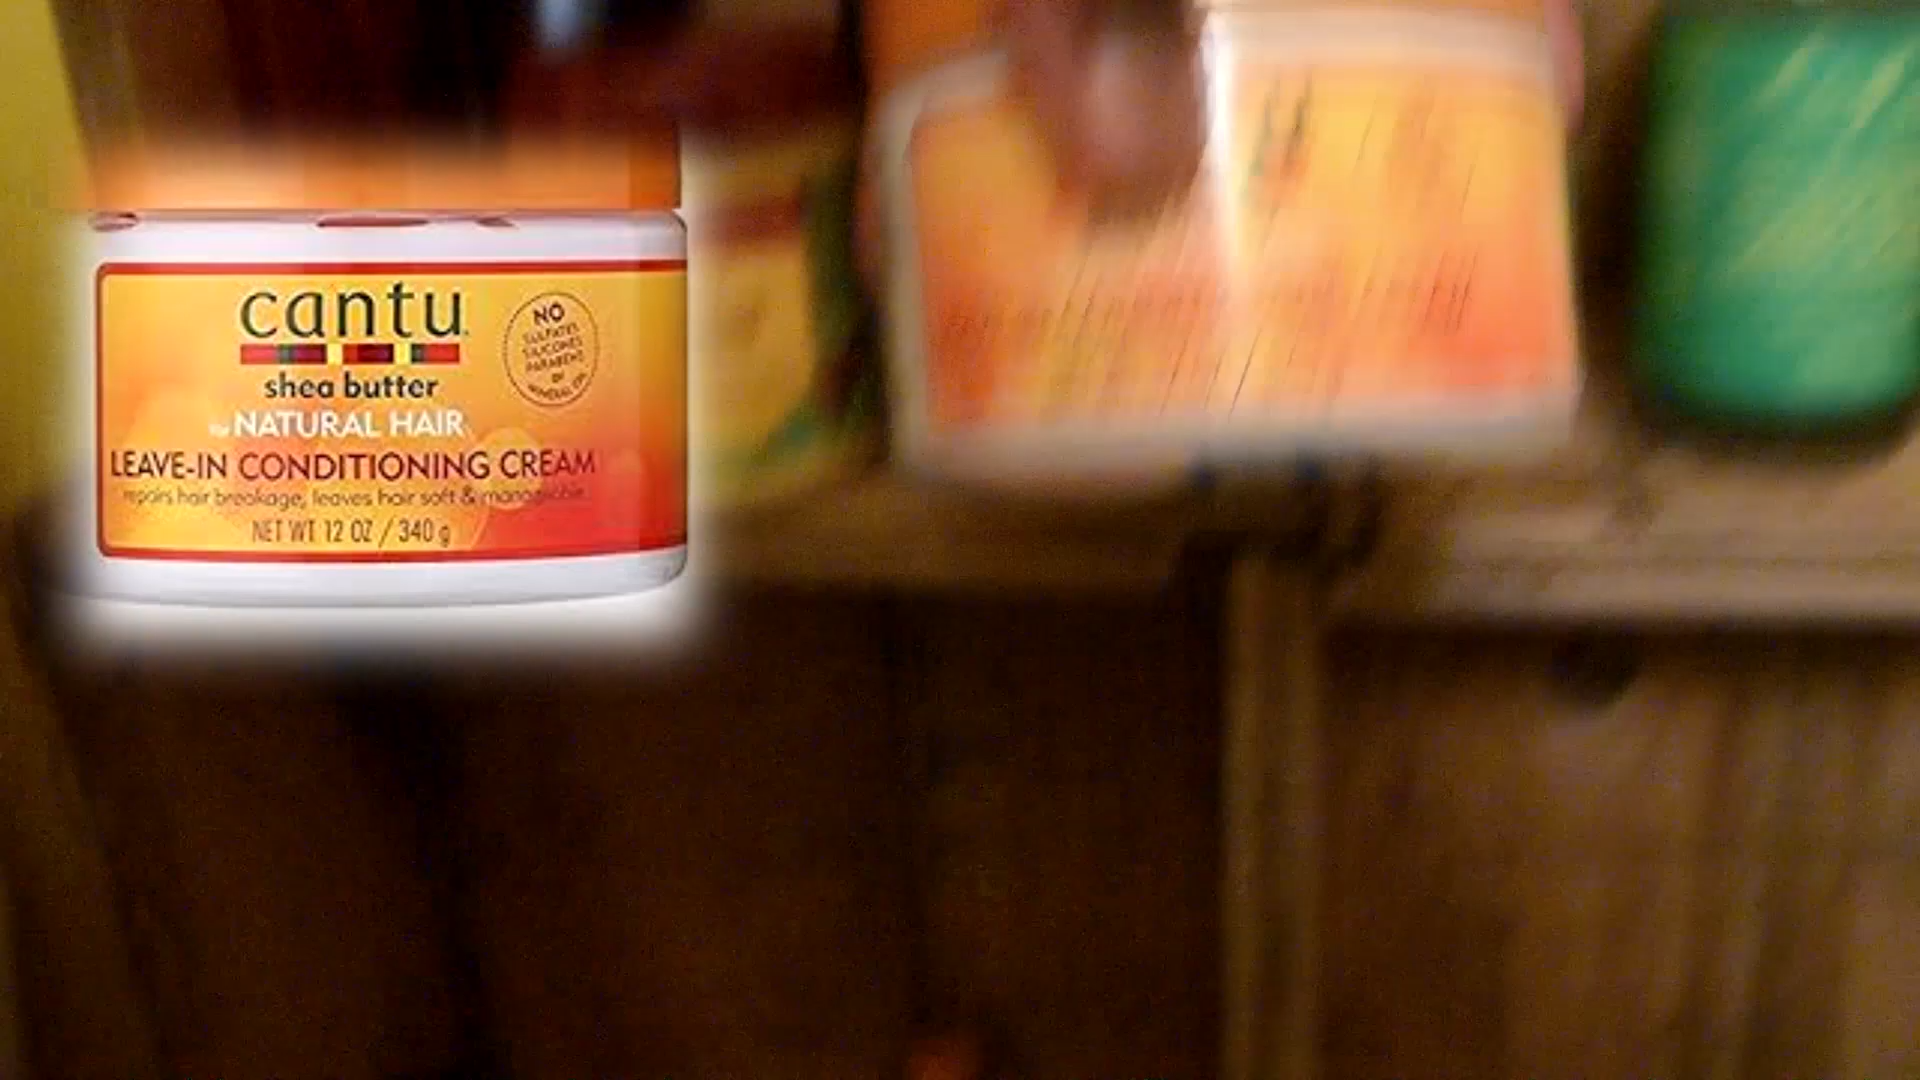 cantu
shea butter
NATURAL HAIR
LEAVE-IN CONDITIONING CREAM
repairs hair breakage, leaves hair soft & manageable
NET WT 12 OZ / 340 g
NO
SULFATES
SILICONES
PARABENS
or
MINERAL OIL